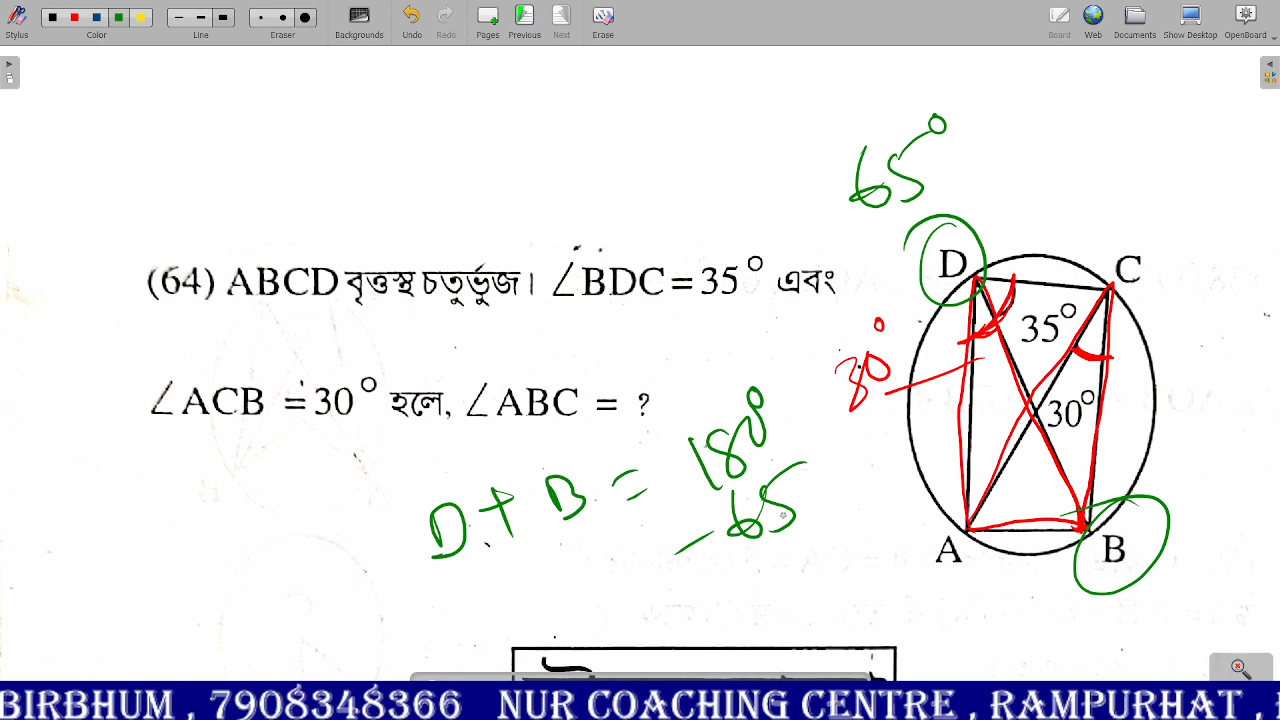 Stylus Color Line Eraser Backgrounds Undo Redo Pages Previous Next Erase Board Web Documents Show Desktop OpenBoard
65°
(64) ABCD বৃত্তস্থ চতুর্ভুজ। ∠BDC = 35° এবং
∠ACB = 30° হলে, ∠ABC = ?
D C
35°
30°
30°
A B
D + B = 180°
- 65
BIRBHUM , 7908348366 NUR COACHING CENTRE , RAMPURHAT ,